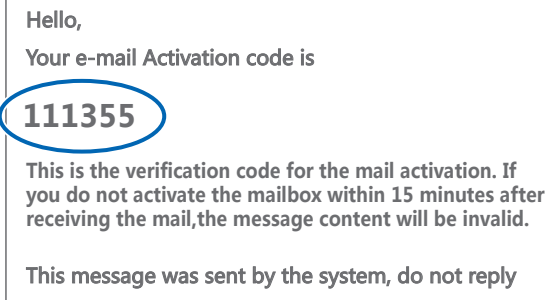 Hello,
Your e-mail Activation code is
111355
This is the verification code for the mail activation. If
you do not activate the mailbox within 15 minutes after
receiving the mail,the message content will be invalid.
This message was sent by the system, do not reply